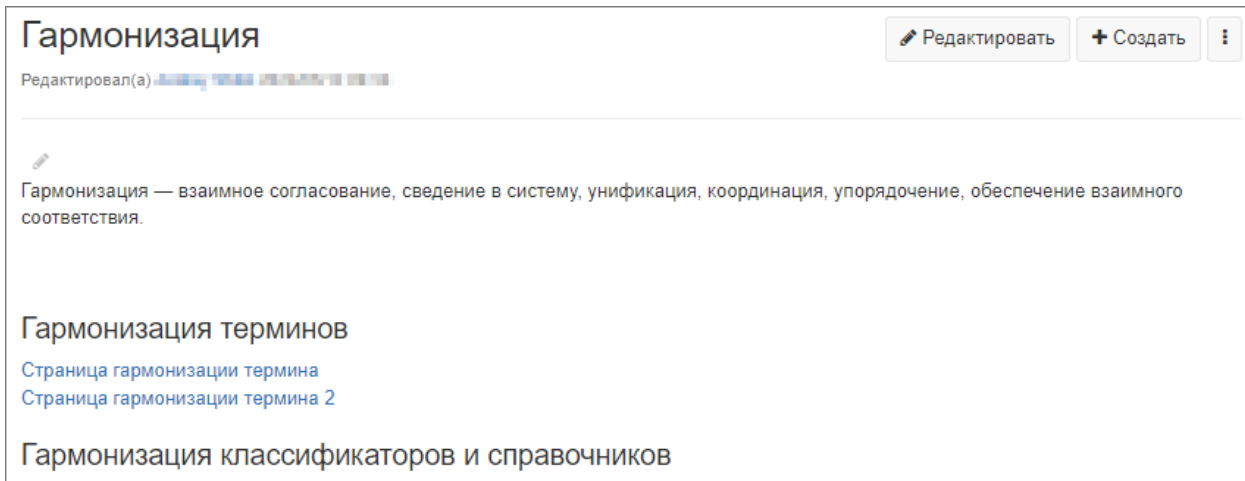 Гармонизация
Редактировать
Создать
Редактировал(а)
Гармонизация — взаимное согласование, сведение в систему, унификация, координация, упорядочение, обеспечение взаимного
соответствия.
Гармонизация терминов
Страница гармонизации термина
Страница гармонизации термина 2
Гармонизация классификаторов и справочников